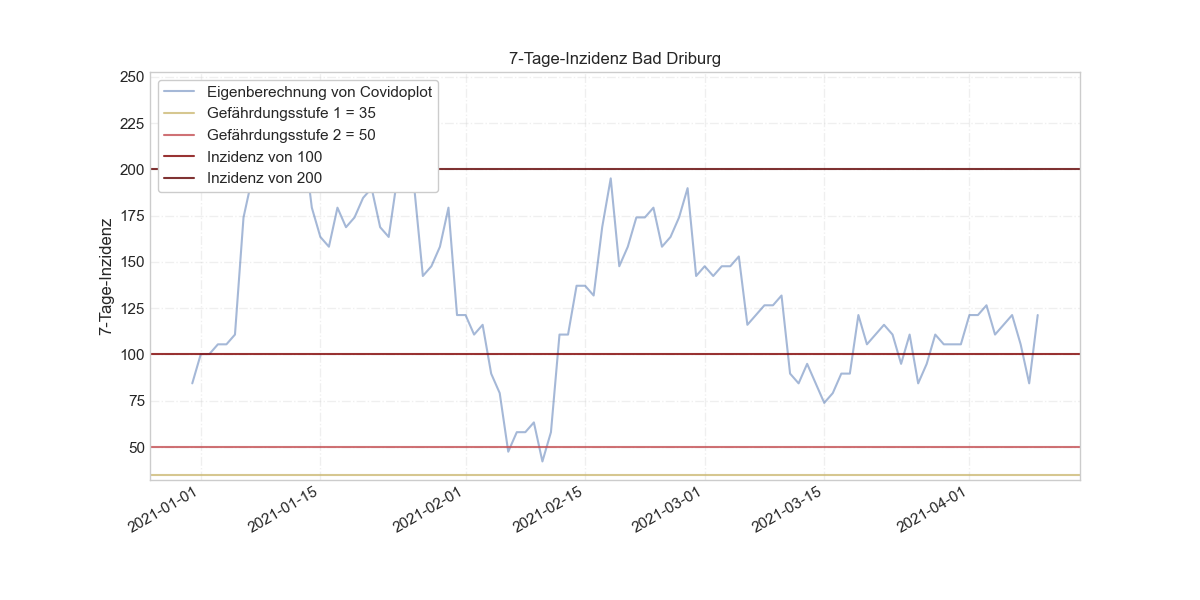 7-Tage-Inzidenz Bad Driburg
250
225
200
175
150
125
100
75
50
7-Tage-Inzidenz
Eigenberechnung von Covidoplot
Gefährdungsstufe 1 = 35
Gefährdungsstufe 2 = 50
Inzidenz von 100
Inzidenz von 200
2021-01-01
2021-01-15
2021-02-01
2021-02-15
2021-03-01
2021-03-15
2021-04-01